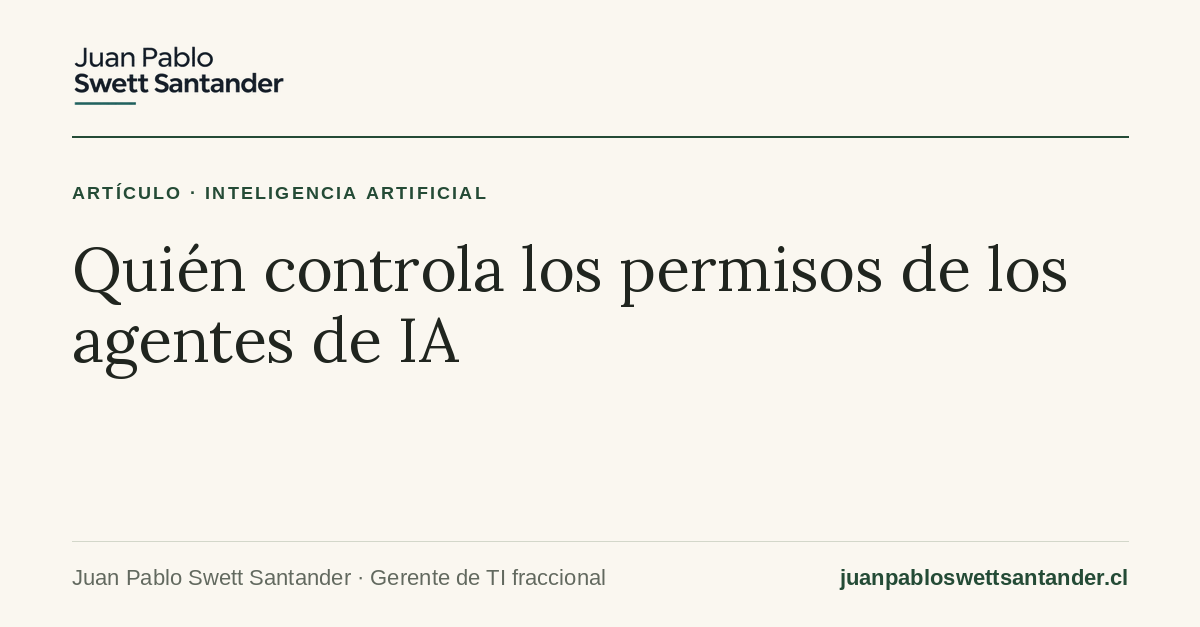 Juan Pablo
Swett Santander
ARTÍCULO · INTELIGENCIA ARTIFICIAL
Quién controla los permisos de los
agentes de IA
Juan Pablo Swett Santander · Gerente de TI fraccional
juanpabloswettsantander.cl